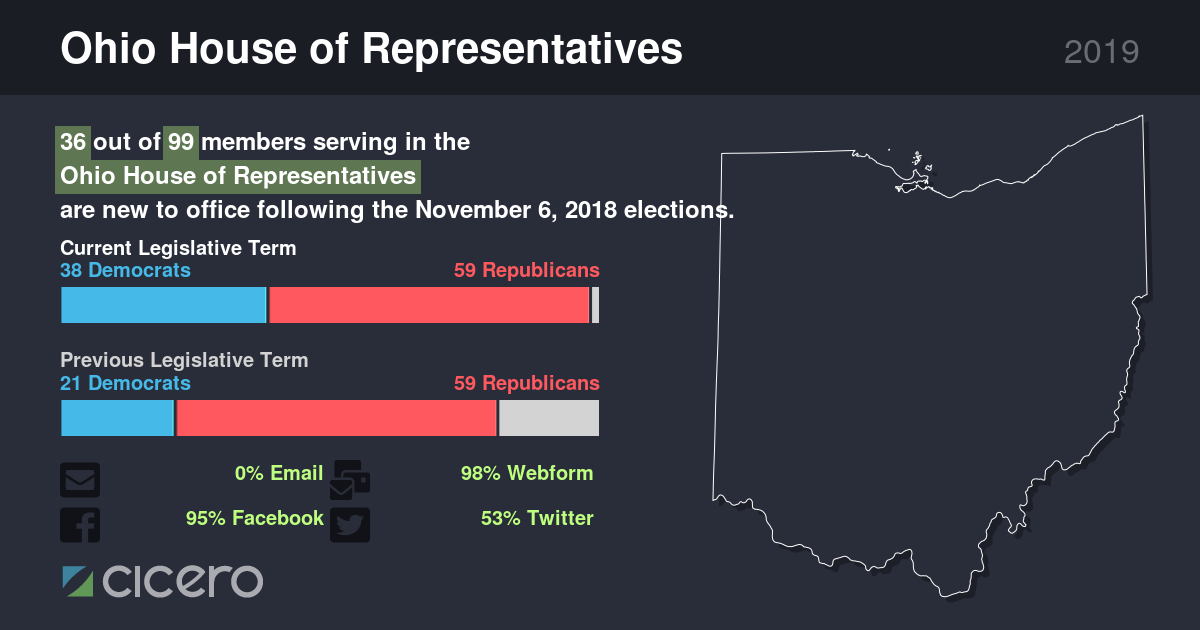 Ohio House of Representatives
2019
36 out of 99 members serving in the
Ohio House of Representatives
are new to office following the November 6, 2018 elections.
Current Legislative Term
38 Democrats 59 Republicans
Previous Legislative Term
21 Democrats 59 Republicans
0% Email 98% Webform
95% Facebook 53% Twitter
cicero